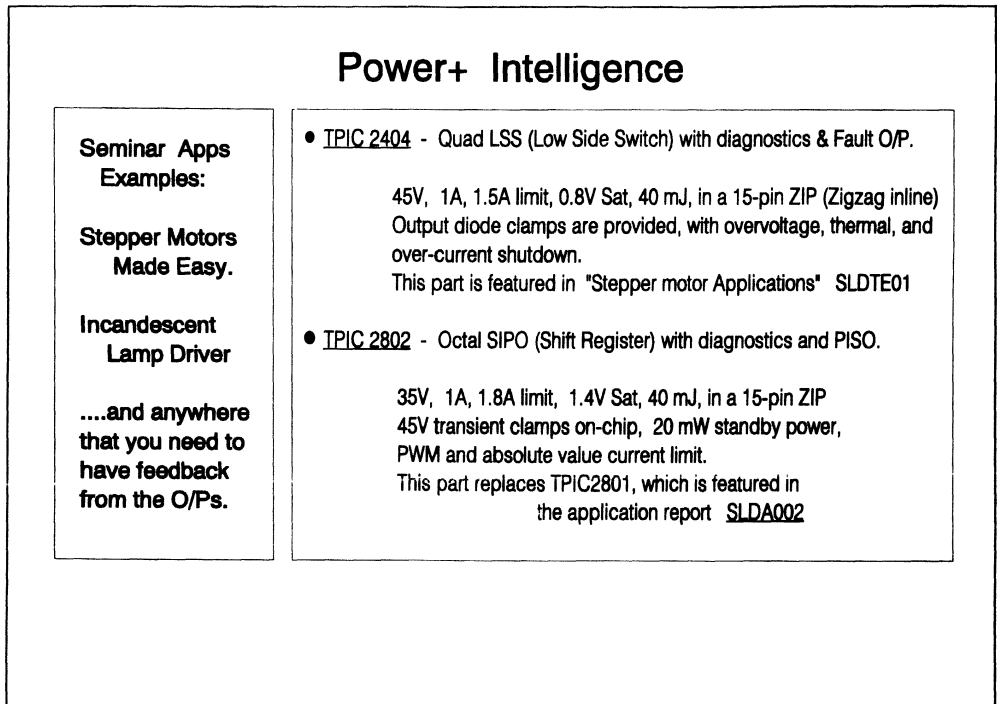 Power+ Intelligence
Seminar Apps
Examples:
Stepper Motors
Made Easy.
Incandescent
Lamp Driver
....and anywhere
that you need to
have feedback
from the O/Ps.
• TPIC 2404 - Quad LSS (Low Side Switch) with diagnostics & Fault O/P.
45V, 1A, 1.5A limit, 0.8V Sat, 40 mJ, in a 15-pin ZIP (Zigzag inline)
Output diode clamps are provided, with overvoltage, thermal, and
over-current shutdown.
This part is featured in "Stepper motor Applications" SLDTE01
• TPIC 2802 - Octal SIPO (Shift Register) with diagnostics and PISO.
35V, 1A, 1.8A limit, 1.4V Sat, 40 mJ, in a 15-pin ZIP
45V transient clamps on-chip, 20 mW standby power,
PWM and absolute value current limit.
This part replaces TPIC2801, which is featured in
the application report SLDA002